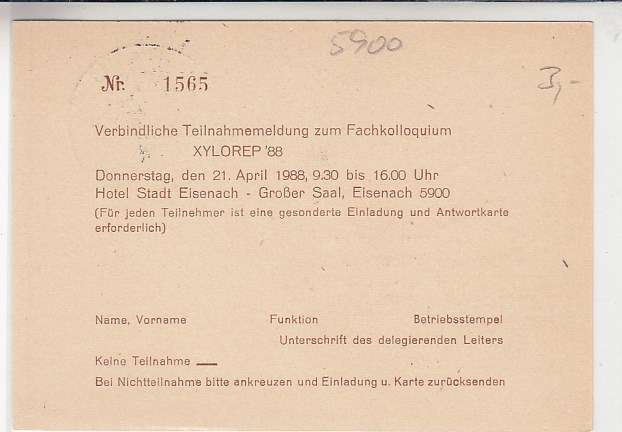 5900
3,-
Nr. 1565
Verbindliche Teilnahmemeldung zum Fachkolloquium
XYLOREP '88
Donnerstag, den 21. April 1988, 9.30 bis 16.00 Uhr
Hotel Stadt Eisenach - Großer Saal, Eisenach 5900
(Für jeden Teilnehmer ist eine gesonderte Einladung und Antwortkarte
erforderlich)
Name, Vorname Funktion Betriebsstempel
Unterschrift des delegierenden Leiters
Keine Teilnahme __
Bei Nichtteilnahme bitte ankreuzen und Einladung u. Karte zurücksenden